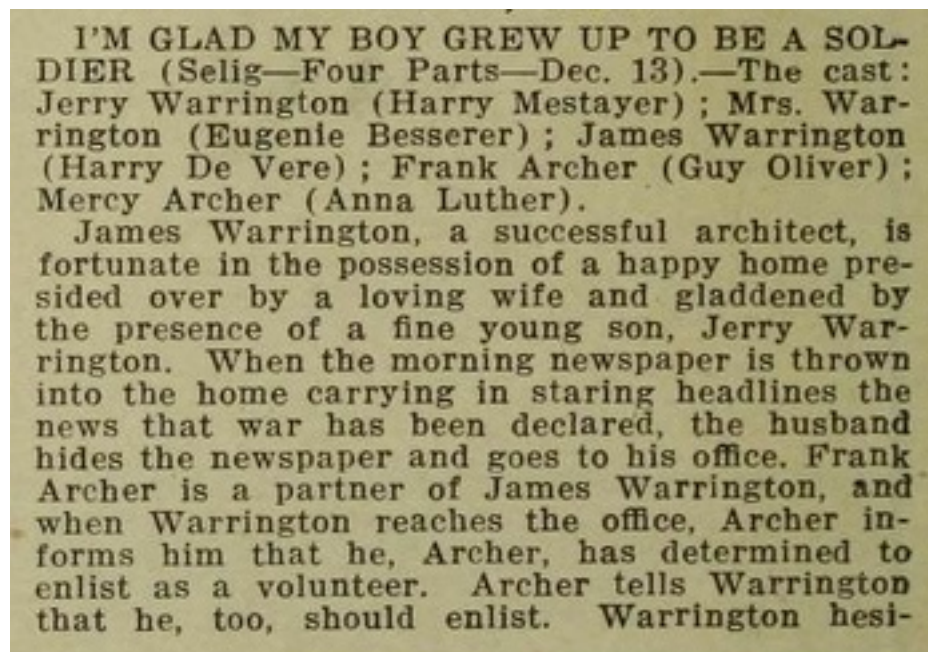 I'M GLAD MY BOY GREW UP TO BE A SOL-
DIER (Selig—Four Parts—Dec. 13).—The cast:
Jerry Warrington (Harry Mestayer); Mrs. War-
rington (Eugenie Besserer); James Warrington
(Harry De Vere); Frank Archer (Guy Oliver);
Mercy Archer (Anna Luther).
James Warrington, a successful architect, is
fortunate in the possession of a happy home pre-
sided over by a loving wife and gladdened by
the presence of a fine young son, Jerry War-
rington. When the morning newspaper is thrown
into the home carrying in staring headlines the
news that war has been declared, the husband
hides the newspaper and goes to his office. Frank
Archer is a partner of James Warrington, and
when Warrington reaches the office, Archer in-
forms him that he, Archer, has determined to
enlist as a volunteer. Archer tells Warrington
that he, too, should enlist. Warrington hesi-